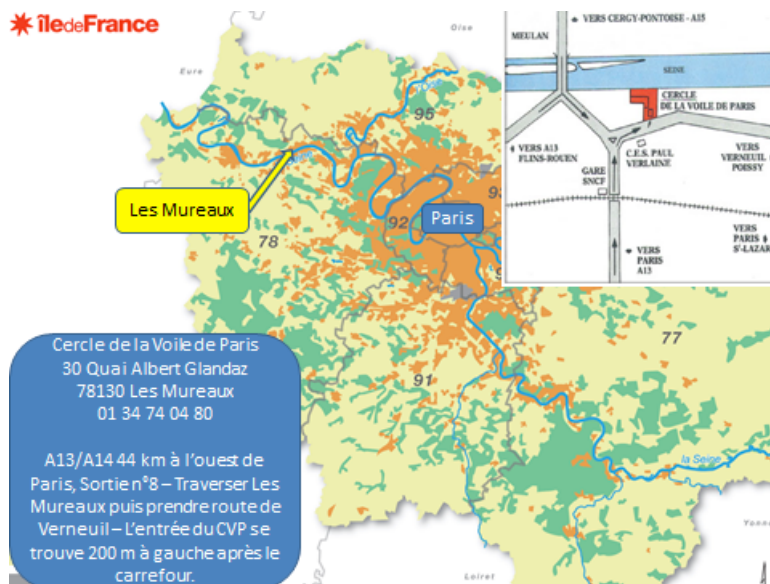 îledeFrance
Oise
Eure
l'Oise
95
Seine
Les Mureaux
78
92
Paris
93
91
77
la Seine
Loiret
MEULAN
VERS CERGY-PONTOISE - A15
SEINE
CERCLE
DE LA VOILE DE PARIS
VERS A13
FLINS-ROUEN
C.E.S. PAUL
VERLAINE
GARE
SNCF
VERS
VERNEUIL
POISSY
VERS
PARIS
A13
VERS
PARIS
St-LAZAR
Cercle de la Voile de Paris
30 Quai Albert Glandaz
78130 Les Mureaux
01 34 74 04 80
A13/A14 44 km à l'ouest de
Paris, Sortie n°8 – Traverser Les
Mureaux puis prendre route de
Verneuil – L'entrée du CVP se
trouve 200 m à gauche après le
carrefour.